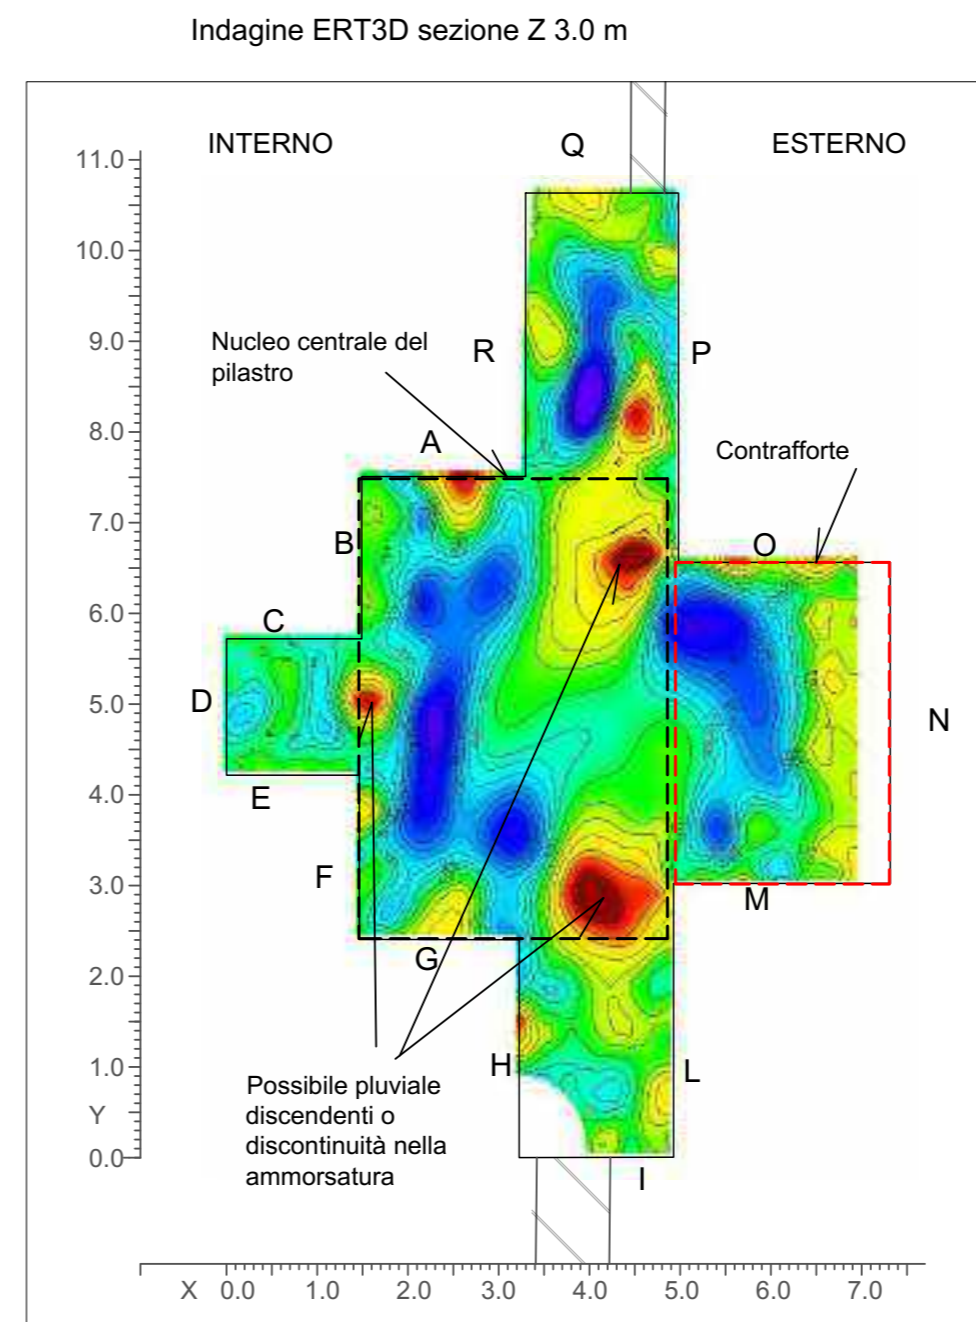 Indagine ERT3D sezione Z 3.0 m
INTERNO
Q
ESTERNO
11.0
10.0
9.0
8.0
7.0
6.0
5.0
4.0
3.0
2.0
1.0
Y
0.0
Nucleo centrale del
pilastro
R
P
A
Contrafforte
B
O
C
D
N
E
F
M
G
H
L
Possibile pluviale
discendenti o
discontinuità nella
ammorsatura
I
X 0.0 1.0 2.0 3.0 4.0 5.0 6.0 7.0